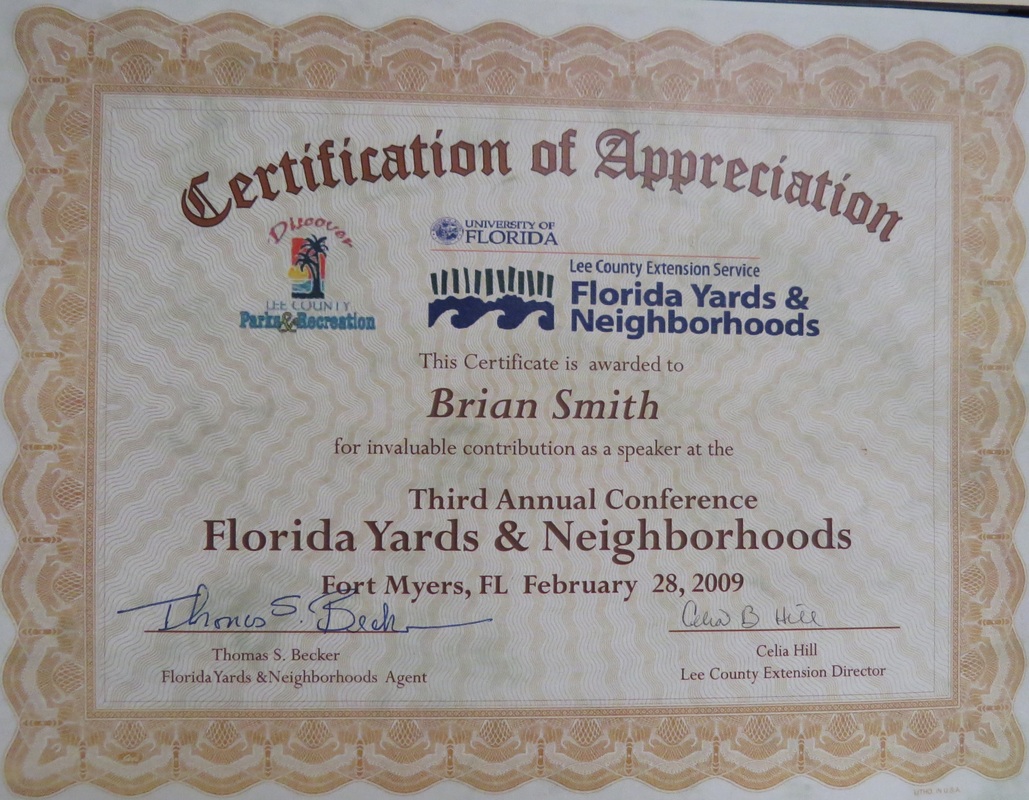 Certification of Appreciation
Discover
LEE COUNTY
Parks & Recreation
UNIVERSITY OF
FLORIDA
Lee County Extension Service
Florida Yards &
Neighborhoods
This Certificate is awarded to
Brian Smith
for invaluable contribution as a speaker at the
Third Annual Conference
Florida Yards & Neighborhoods
Fort Myers, FL February 28, 2009
Thomas S. Becker
Celia B Hill
Thomas S. Becker
Florida Yards & Neighborhoods Agent
Celia Hill
Lee County Extension Director
LITHO. IN U.S.A.